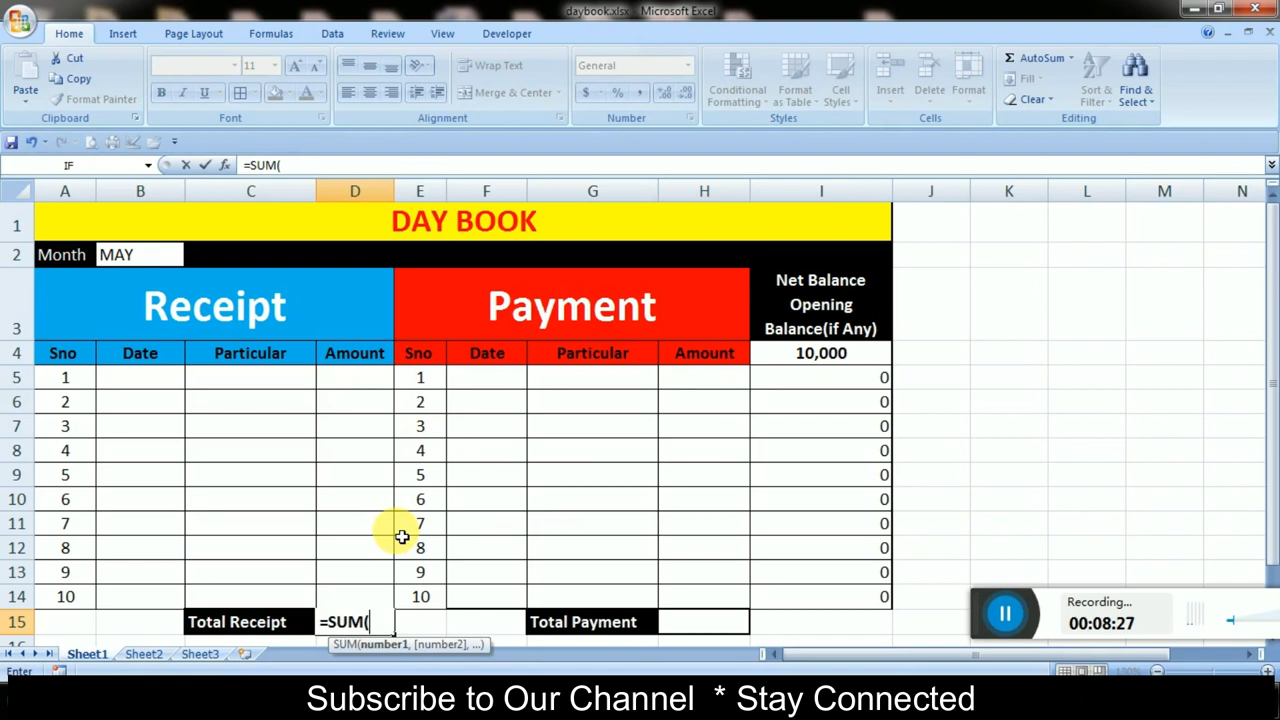 daybook.xlsx - Microsoft Excel
Home Insert Page Layout Formulas Data Review View Developer
Paste
Cut
Copy
Format Painter
Clipboard
11 A A
B I U A
Font
Wrap Text
Merge & Center
Alignment
General
$ % ,
Number
Conditional Formatting
Format as Table
Cell Styles
Styles
Insert Delete Format
Cells
Σ AutoSum
Fill
Clear
Sort & Filter
Find & Select
Editing
IF fx =SUM(
A B C D E F G H I J K L M N
1 DAY BOOK
2 Month MAY
3 Receipt Payment Net Balance Opening Balance(if Any)
4 Sno Date Particular Amount Sno Date Particular Amount 10,000
5 1 1 0
6 2 2 0
7 3 3 0
8 4 4 0
9 5 5 0
10 6 6 0
11 7 7 0
12 8 8 0
13 9 9 0
14 10 10 0
15 Total Receipt =SUM( Total Payment
SUM(number1, [number2], ...)
Recording...
00:08:27
Sheet1 Sheet2 Sheet3
Enter
Subscribe to Our Channel * Stay Connected